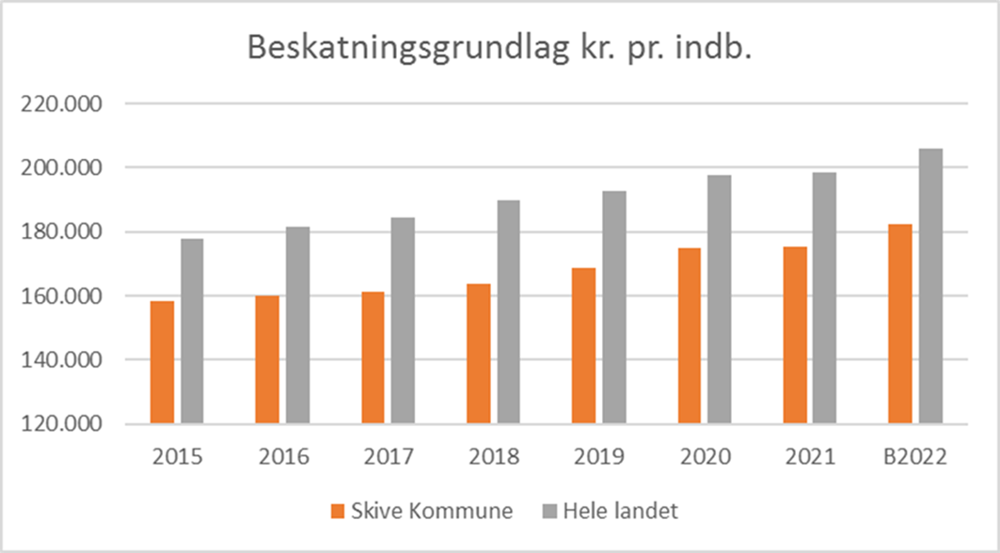 Beskatningsgrundlag kr. pr. indb.
220.000
200.000
180.000
160.000
140.000
120.000
2015 2016 2017 2018 2019 2020 2021 B2022
Skive Kommune Hele landet